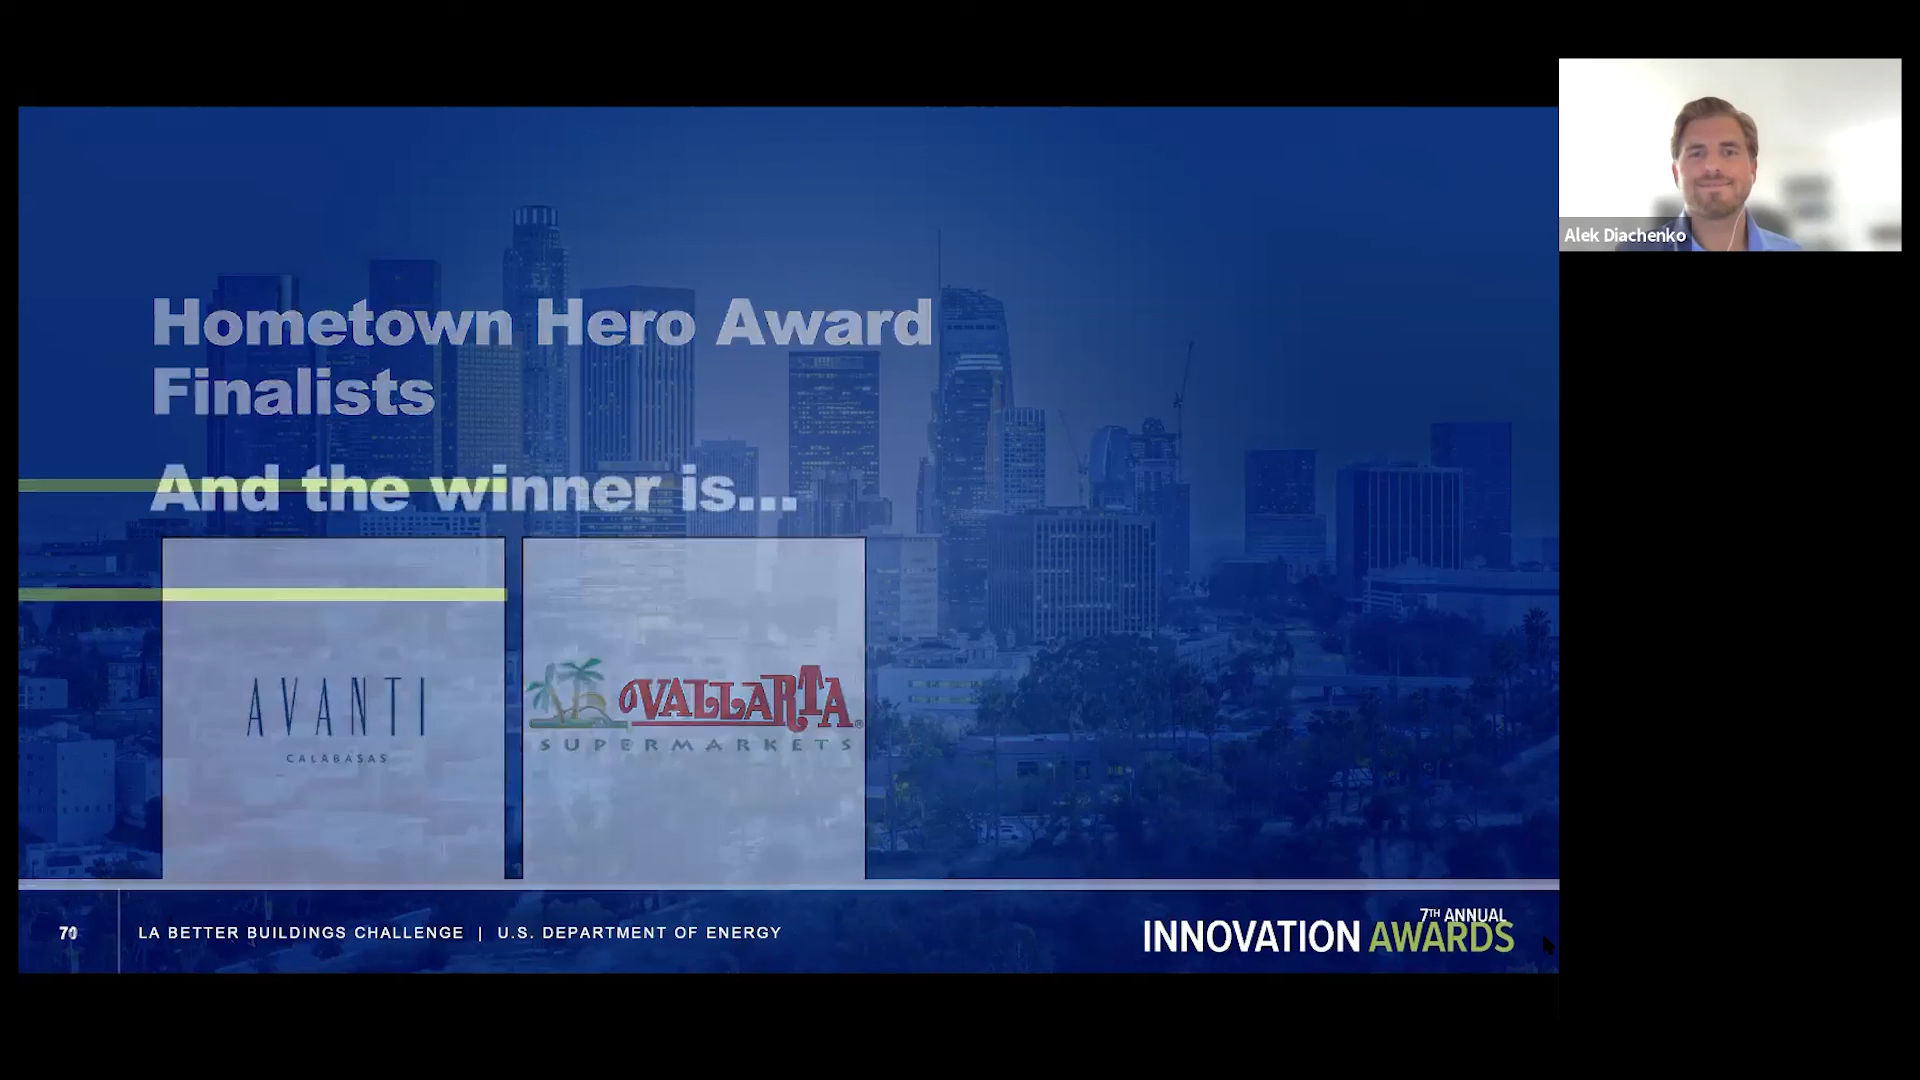 Alek Diachenko
Hometown Hero Award
Finalists
And the winner is...
AVANTI
CALABASAS
VALLARTA®
SUPERMARKETS
LA BETTER BUILDINGS CHALLENGE | U.S. DEPARTMENT OF ENERGY
7TH ANNUAL
INNOVATION AWARDS